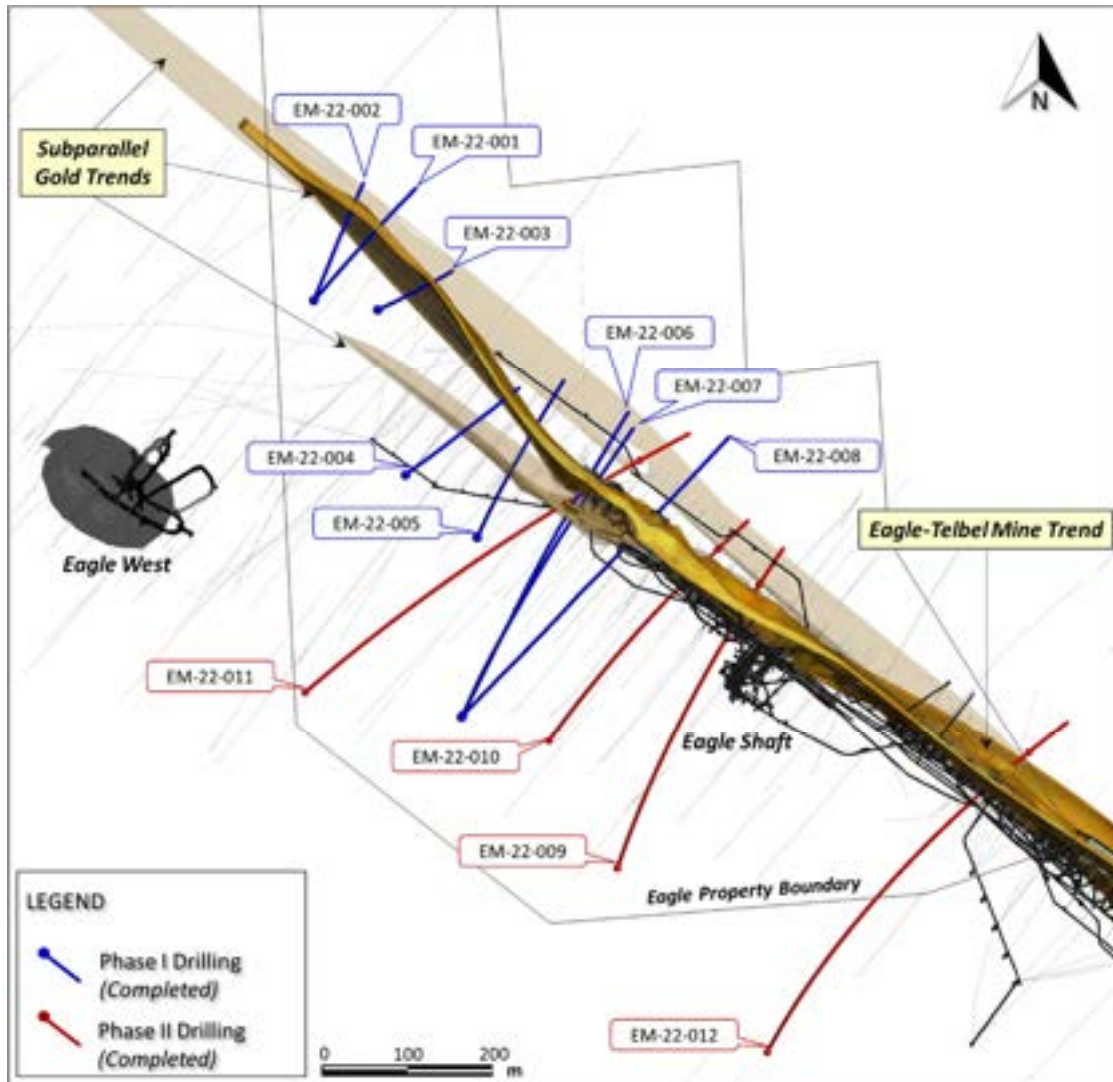 N
EM-22-002
EM-22-001
Subparallel
Gold Trends
EM-22-003
EM-22-006
EM-22-007
EM-22-004
EM-22-008
EM-22-005
Eagle-Telbel Mine Trend
Eagle West
EM-22-011
Eagle Shaft
EM-22-010
EM-22-009
Eagle Property Boundary
LEGEND
Phase I Drilling
(Completed)
Phase II Drilling
(Completed)
EM-22-012
0 100 200
m